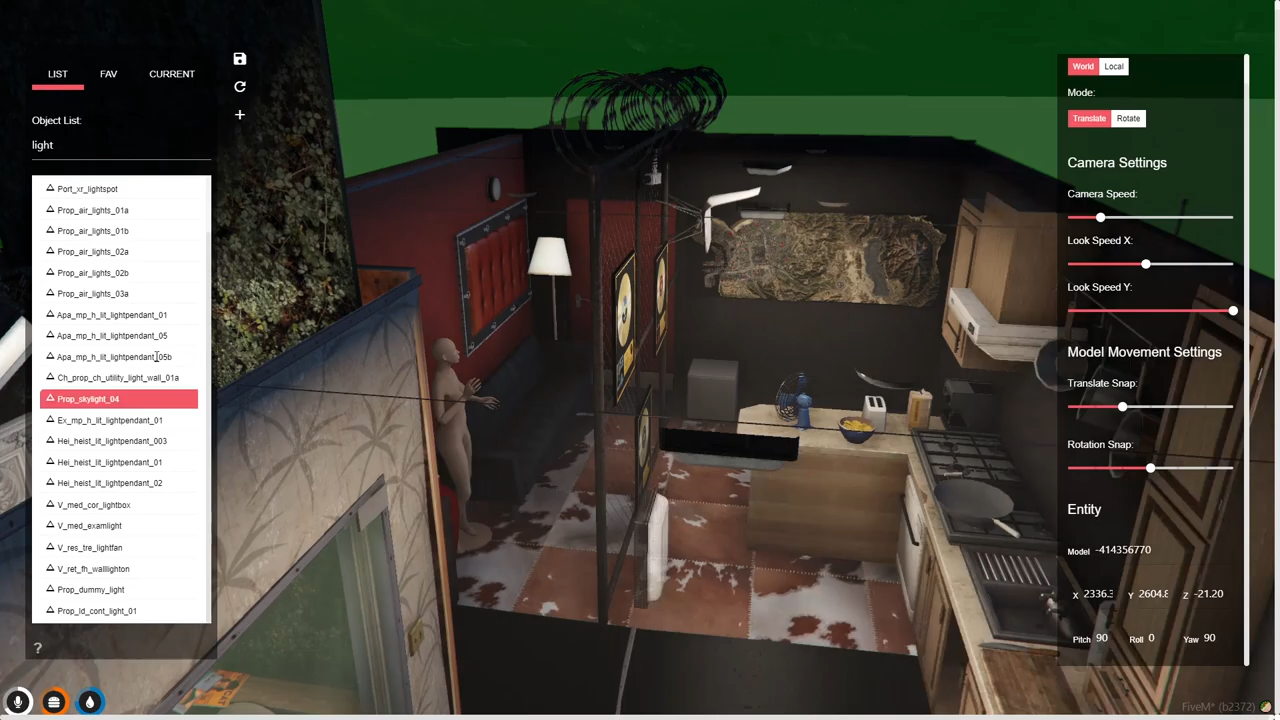 LIST FAV CURRENT
Object List:
light
Port_xr_lightspot
Prop_air_lights_01a
Prop_air_lights_01b
Prop_air_lights_02a
Prop_air_lights_02b
Prop_air_lights_03a
Apa_mp_h_lit_lightpendant_01
Apa_mp_h_lit_lightpendant_05
Apa_mp_h_lit_lightpendant_05b
Ch_prop_ch_utility_light_wall_01a
Prop_skylight_04
Ex_mp_h_lit_lightpendant_01
Hei_heist_lit_lightpendant_003
Hei_heist_lit_lightpendant_01
Hei_heist_lit_lightpendant_02
V_med_cor_lightbox
V_med_examlight
V_res_tre_lightfan
V_ret_fh_walllighton
Prop_dummy_light
Prop_ld_cont_light_01
?
World Local
Mode:
Translate Rotate
Camera Settings
Camera Speed:
Look Speed X:
Look Speed Y:
Model Movement Settings
Translate Snap:
Rotation Snap:
Entity
Model -414356770
X 2336.3 Y 2604.8 Z -21.20
Pitch 90 Roll 0 Yaw 90
FiveM* (b2372)